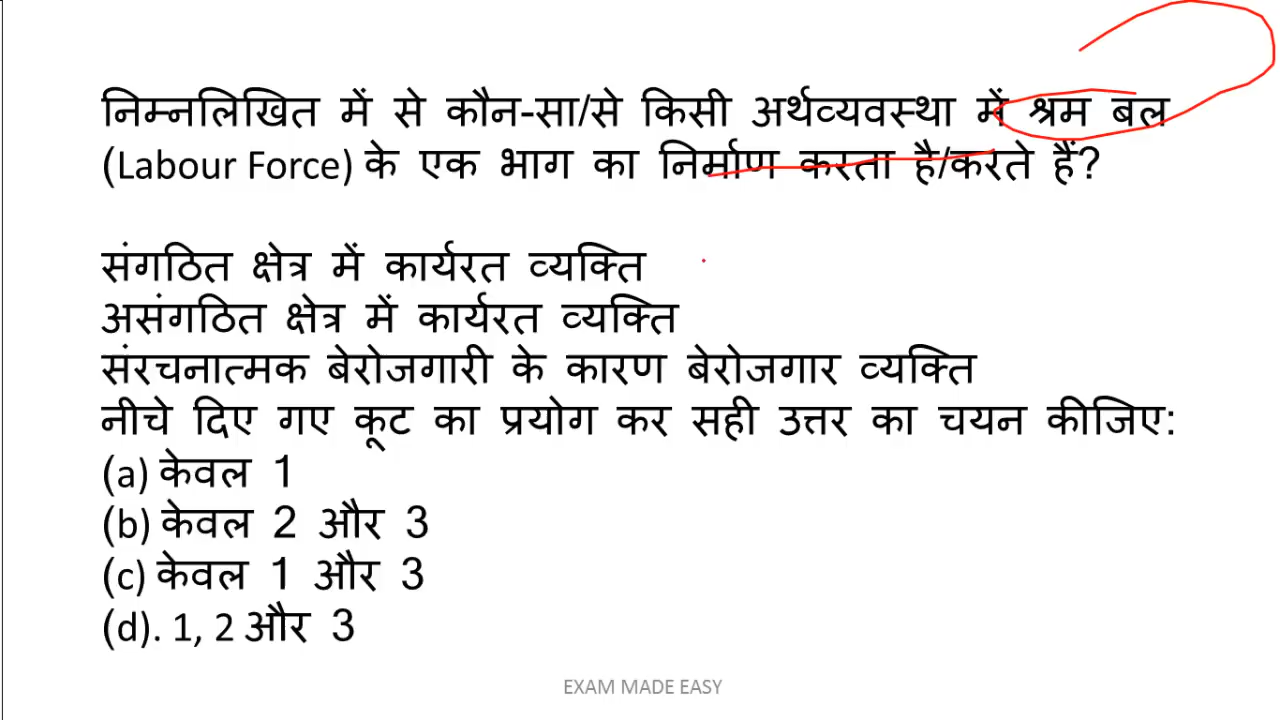 निम्नलिखित में से कौन-सा/से किसी अर्थव्यवस्था में श्रम बल
(Labour Force) के एक भाग का निर्माण करता है/करते हैं?
संगठित क्षेत्र में कार्यरत व्यक्ति
असंगठित क्षेत्र में कार्यरत व्यक्ति
संरचनात्मक बेरोजगारी के कारण बेरोजगार व्यक्ति
नीचे दिए गए कूट का प्रयोग कर सही उत्तर का चयन कीजिए:
(a) केवल 1
(b) केवल 2 और 3
(c) केवल 1 और 3
(d). 1, 2 और 3
EXAM MADE EASY